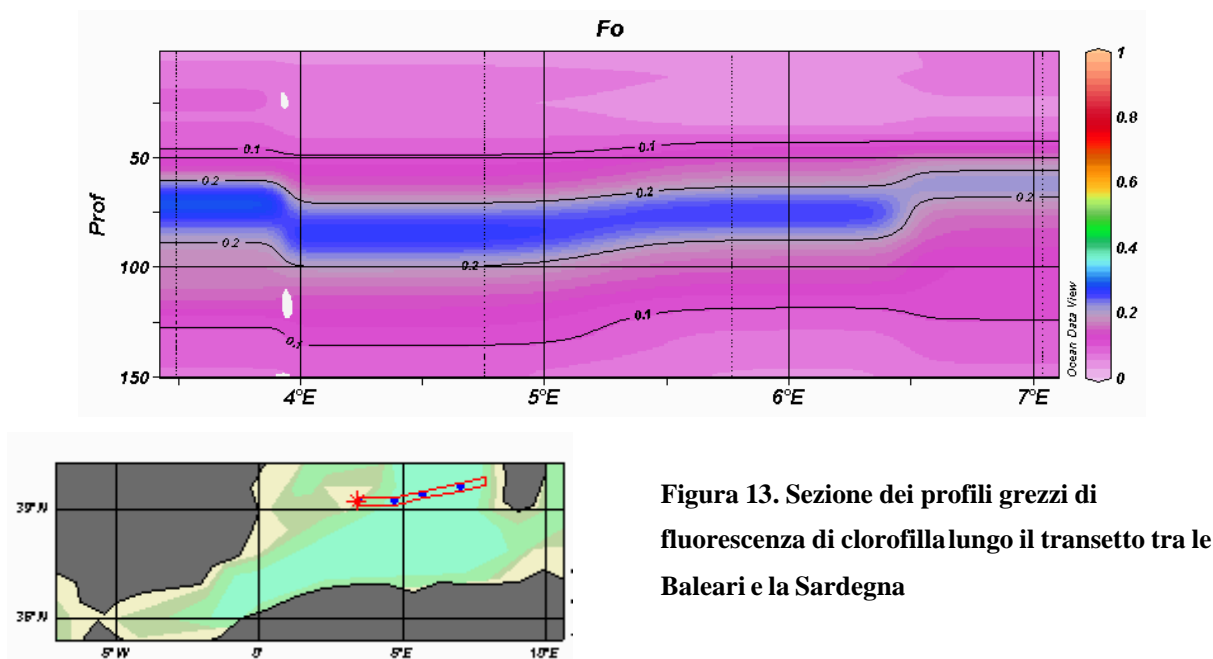 Fo
Prof
50
100
150
4°E
5°E
6°E
7°E
0.1
0.1
0.2
0.2
0.2
0.2
0.2
0.1
0.1
Ocean Data View
1
0.8
0.6
0.4
0.2
0
36°N
5°W
0°
5°E
10°E
Figura 13. Sezione dei profili grezzi di
fluorescenza di clorofilla lungo il transetto tra le
Baleari e la Sardegna